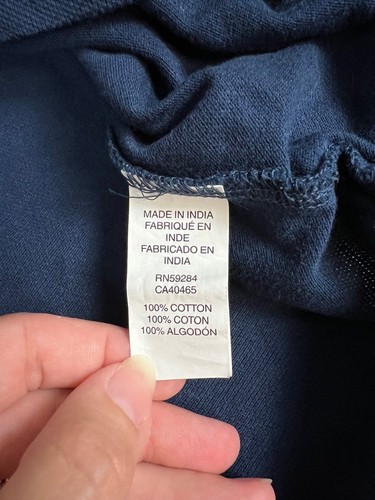 MADE IN INDIA
FABRIQUÉ EN
INDE
FABRICADO EN
INDIA
RN59284
CA40465
100% COTTON
100% COTON
100% ALGODÓN